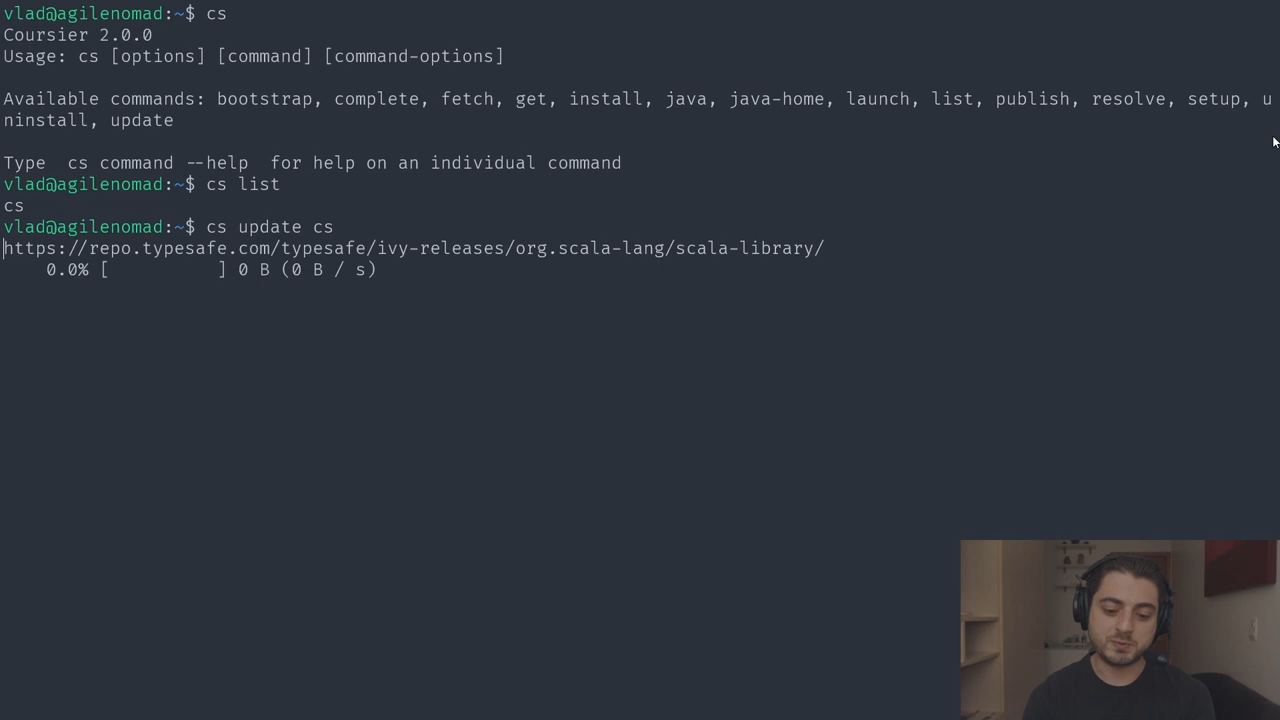 vlad@agilenomad:~$ cs
Coursier 2.0.0
Usage: cs [options] [command] [command-options]
Available commands: bootstrap, complete, fetch, get, install, java, java-home, launch, list, publish, resolve, setup, u
ninstall, update
Type  cs command --help  for help on an individual command
vlad@agilenomad:~$ cs list
cs
vlad@agilenomad:~$ cs update cs
https://repo.typesafe.com/typesafe/ivy-releases/org.scala-lang/scala-library/
    0.0% [          ] 0 B (0 B / s)